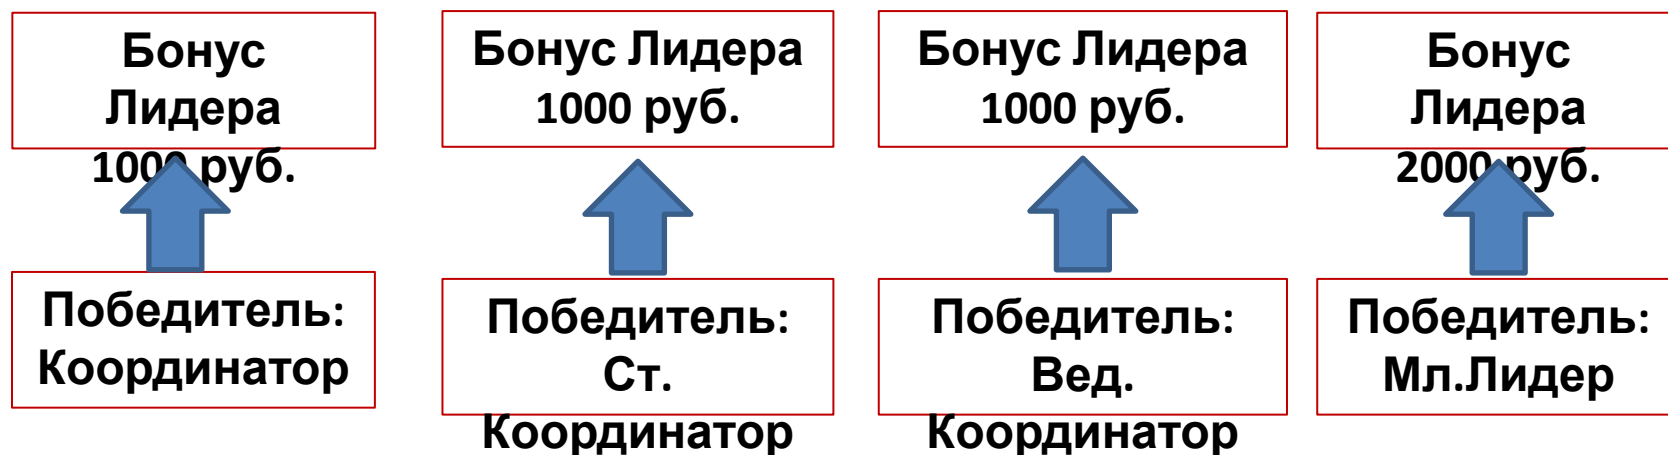 Бонус
Лидера
1000 руб.
Бонус Лидера
1000 руб.
Бонус Лидера
1000 руб.
Бонус
Лидера
2000 руб.
Победитель:
Координатор
Победитель:
Ст.
Координатор
Победитель:
Вед.
Координатор
Победитель:
Мл.Лидер